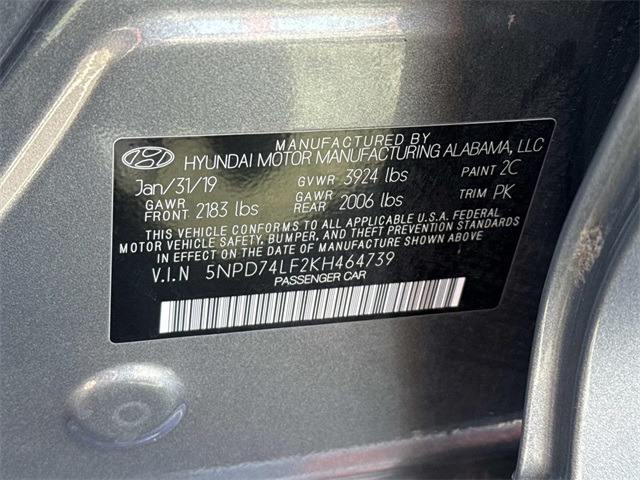 MANUFACTURED BY
HYUNDAI MOTOR MANUFACTURING ALABAMA, LLC
Jan/31/19 GVWR 3924 lbs PAINT 2C
GAWR FRONT 2183 lbs GAWR REAR 2006 lbs TRIM PK
THIS VEHICLE CONFORMS TO ALL APPLICABLE U.S.A. FEDERAL
MOTOR VEHICLE SAFETY, BUMPER, AND THEFT PREVENTION STANDARDS
IN EFFECT ON THE DATE OF MANUFACTURE SHOWN ABOVE.
V.I.N 5NPD74LF2KH464739
PASSENGER CAR